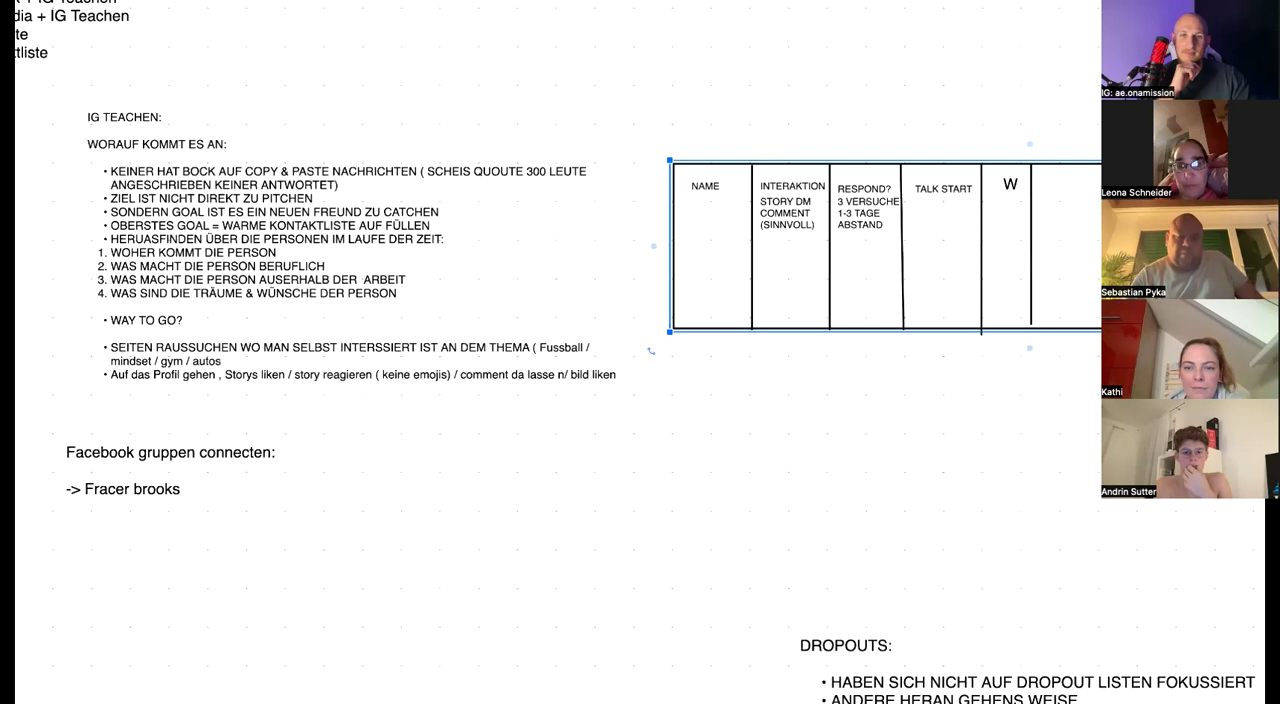 dia + IG Teachen
te
ttliste
IG TEACHEN:
WORAUF KOMMT ES AN:
• KEINER HAT BOCK AUF COPY & PASTE NACHRICHTEN ( SCHEIS QUOUTE 300 LEUTE
ANGESCHRIEBEN KEINER ANTWORTET)
• ZIEL IST NICHT DIREKT ZU PITCHEN
• SONDERN GOAL IST ES EIN NEUEN FREUND ZU CATCHEN
• OBERSTES GOAL = WARME KONTAKTLISTE AUF FÜLLEN
• HERUASFINDEN ÜBER DIE PERSONEN IM LAUFE DER ZEIT:
1. WOHER KOMMT DIE PERSON
2. WAS MACHT DIE PERSON BERUFLICH
3. WAS MACHT DIE PERSON AUSERHALB DER ARBEIT
4. WAS SIND DIE TRÄUME & WÜNSCHE DER PERSON
• WAY TO GO?
• SEITEN RAUSSUCHEN WO MAN SELBST INTERSSIERT IST AN DEM THEMA ( Fussball /
mindset / gym / autos
• Auf das Profil gehen , Storys liken / story reagieren ( keine emojis) / comment da lasse n/ bild liken
Facebook gruppen connecten:
-> Fracer brooks
NAME
INTERAKTION
STORY DM
COMMENT
(SINNVOLL)
RESPOND?
3 VERSUCHE
1-3 TAGE
ABSTAND
TALK START
W
DROPOUTS:
• HABEN SICH NICHT AUF DROPOUT LISTEN FOKUSSIERT
• ANDERE HERAN GEHENS WEISE
IG: ae.onamission
Leona Schneider
Sebastian Pyka
Kathi
Andrin Sutter